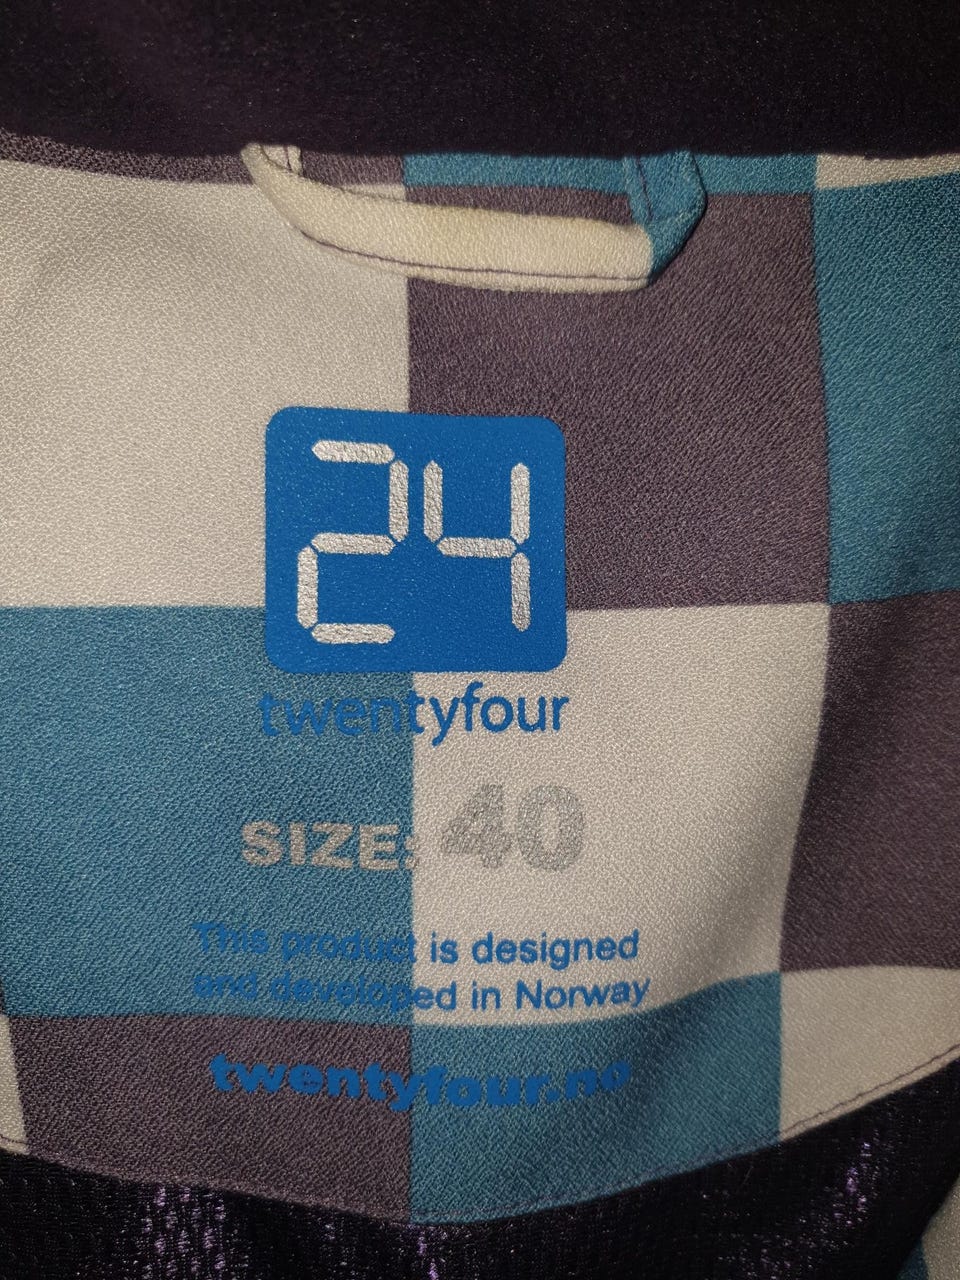 24
twentyfour
SIZE: 40
This product is designed
and developed in Norway
twentyfour.no